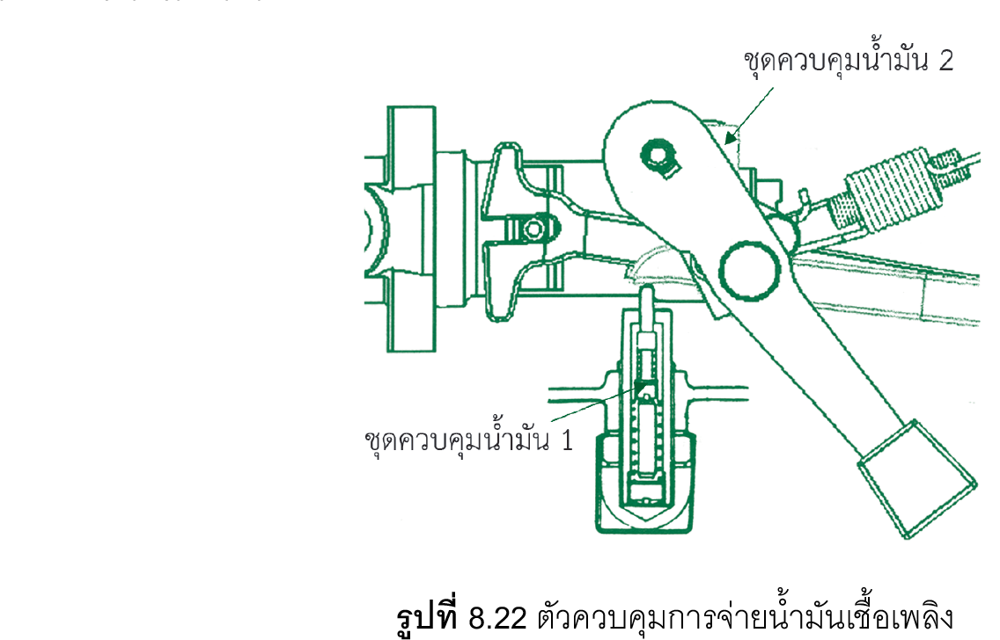 ชุดควบคุมน้ำมัน 2
ชุดควบคุมน้ำมัน 1
รูปที่ 8.22 ตัวควบคุมการจ่ายน้ำมันเชื้อเพลิง